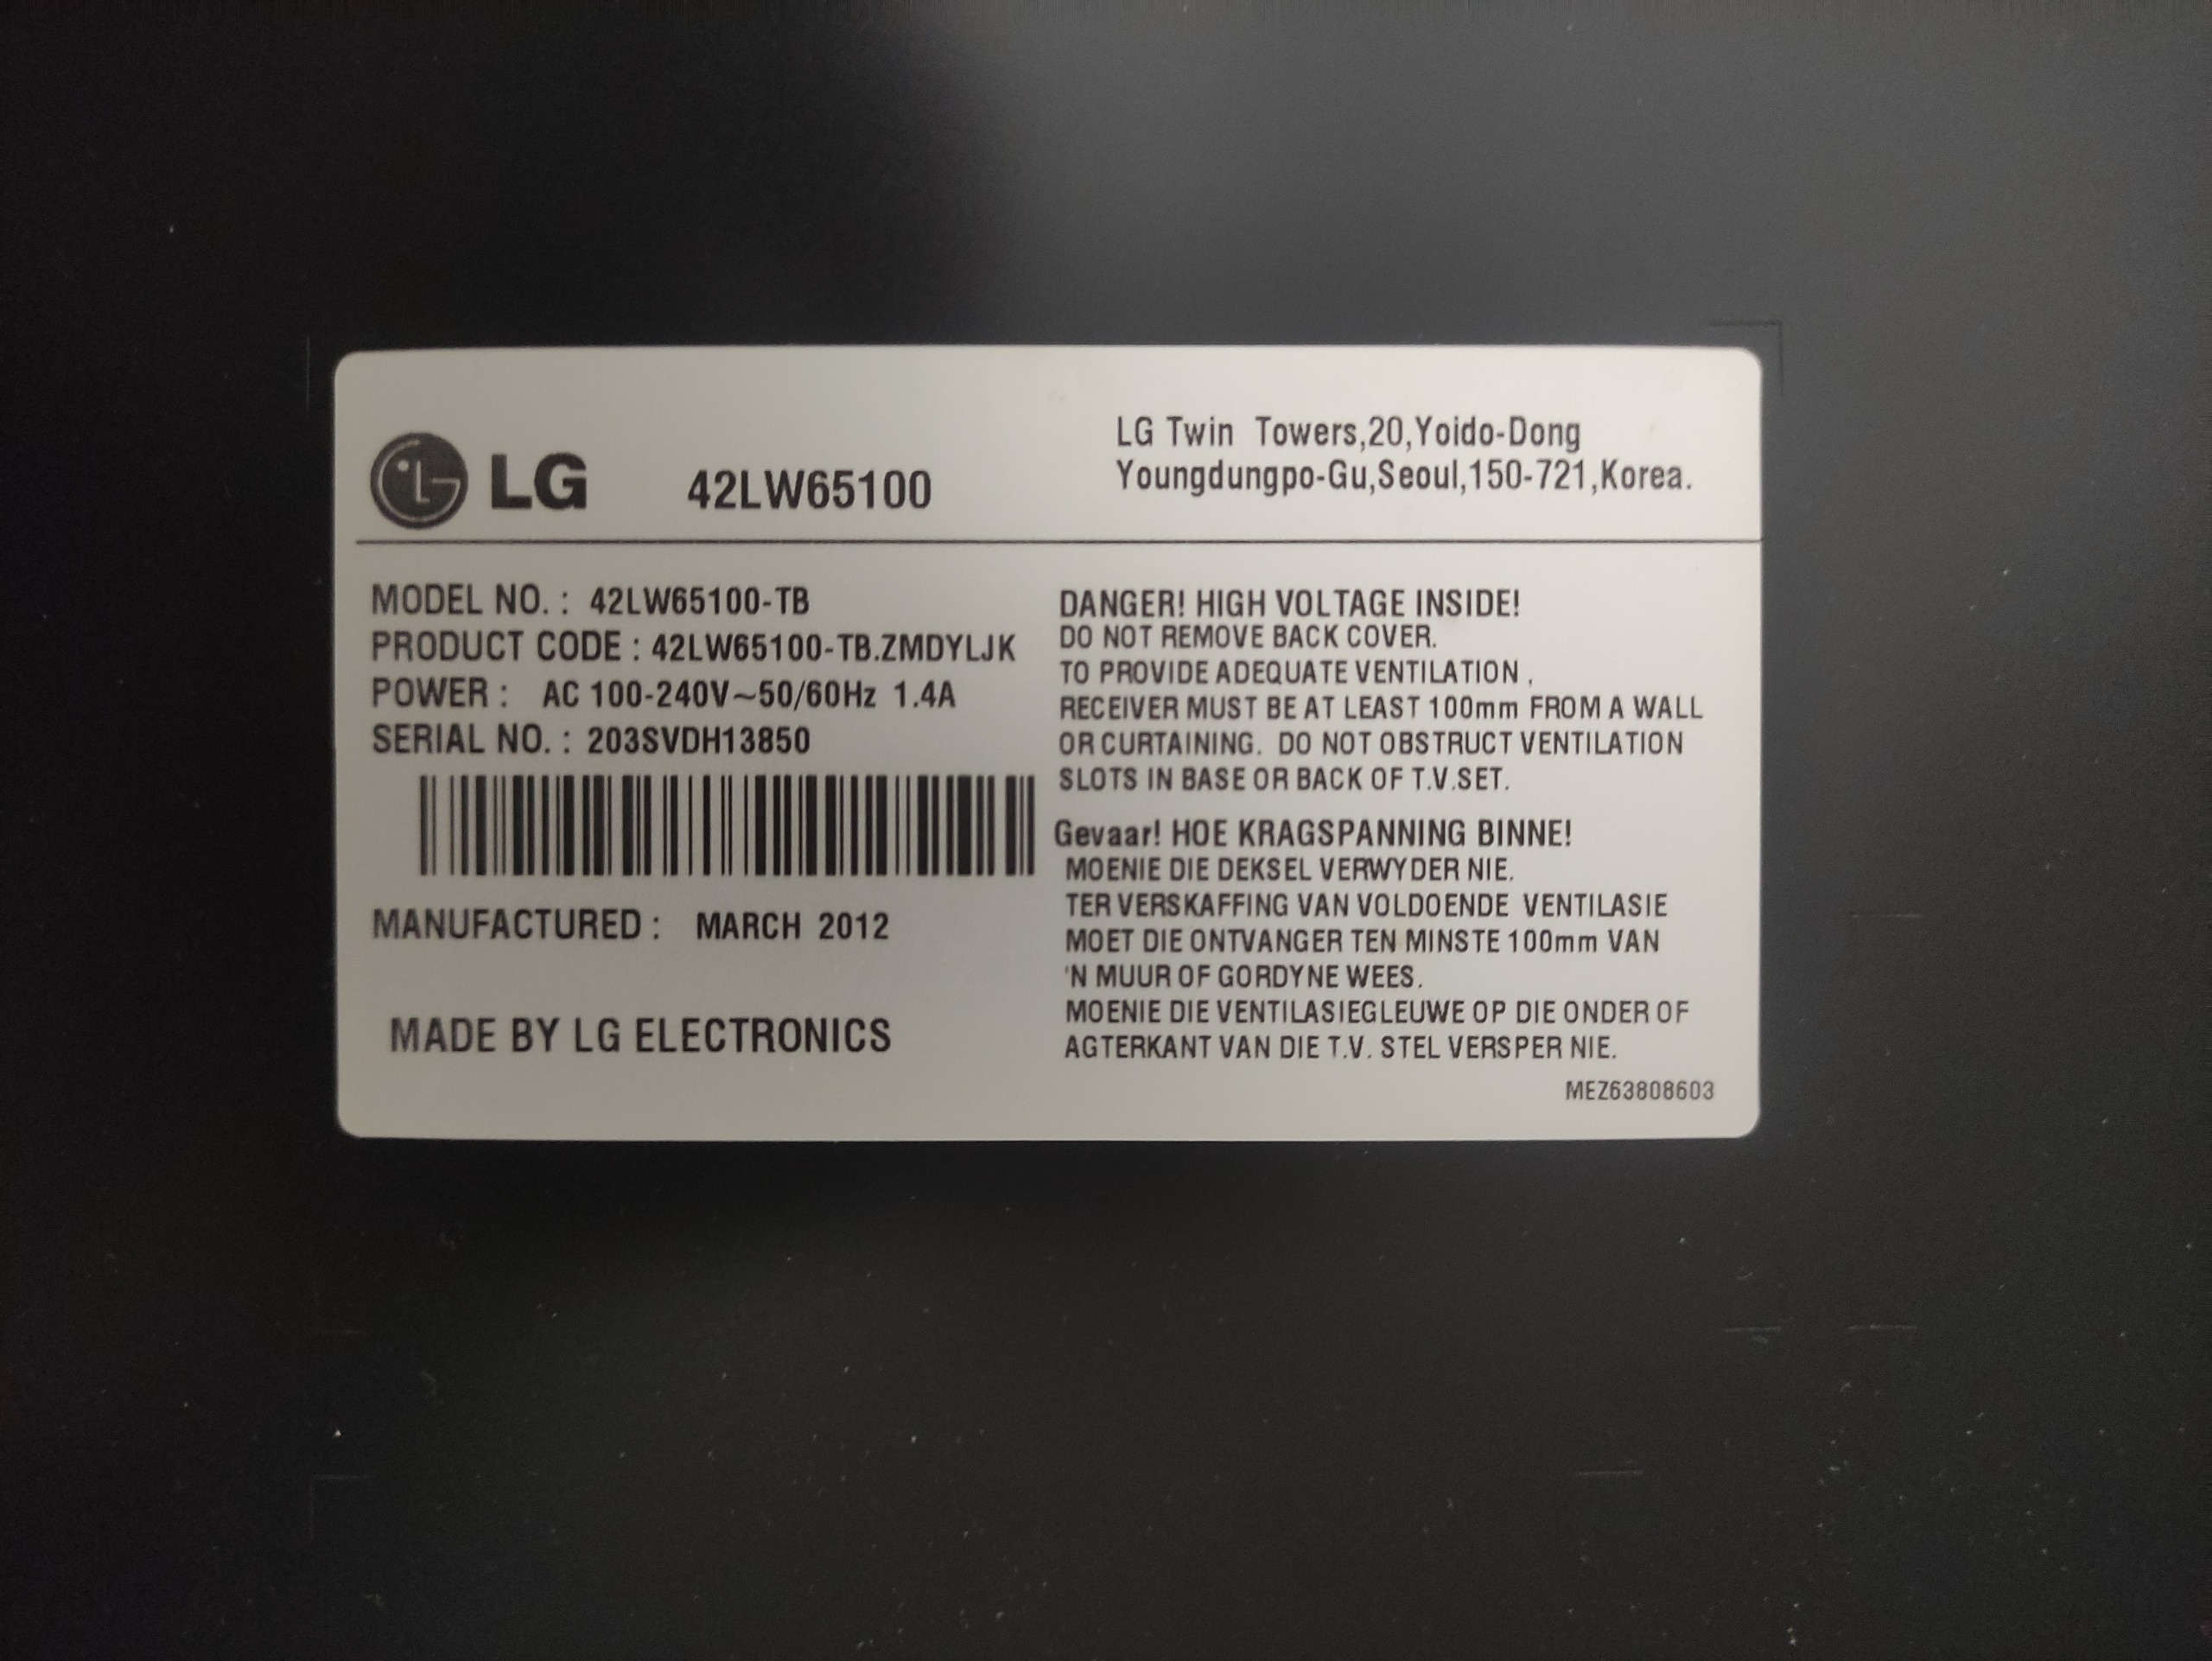 LG 42LW65100
LG Twin Towers,20,Yoido-Dong
Youngdungpo-Gu,Seoul,150-721,Korea.
MODEL NO. : 42LW65100-TB
PRODUCT CODE : 42LW65100-TB.ZMDYLJK
POWER : AC 100-240V~50/60Hz 1.4A
SERIAL NO. : 203SVDH13850
MANUFACTURED : MARCH 2012
MADE BY LG ELECTRONICS
DANGER! HIGH VOLTAGE INSIDE!
DO NOT REMOVE BACK COVER.
TO PROVIDE ADEQUATE VENTILATION ,
RECEIVER MUST BE AT LEAST 100mm FROM A WALL
OR CURTAINING. DO NOT OBSTRUCT VENTILATION
SLOTS IN BASE OR BACK OF T.V.SET.
Gevaar! HOE KRAGSPANNING BINNE!
MOENIE DIE DEKSEL VERWYDER NIE.
TER VERSKAFFING VAN VOLDOENDE VENTILASIE
MOET DIE ONTVANGER TEN MINSTE 100mm VAN
'N MUUR OF GORDYNE WEES.
MOENIE DIE VENTILASIEGLEUWE OP DIE ONDER OF
AGTERKANT VAN DIE T.V. STEL VERSPER NIE.
MEZ63808603